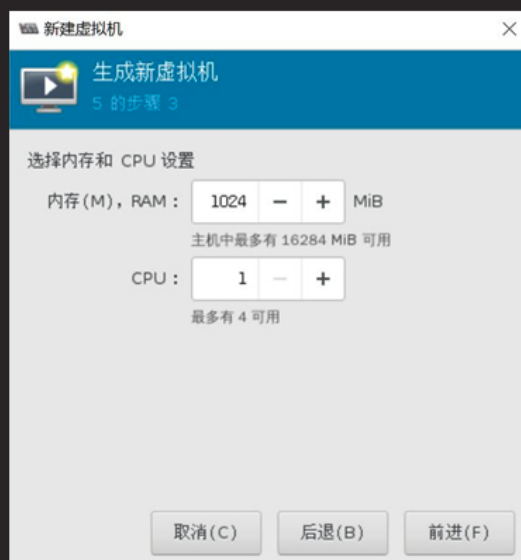 新建虚拟机
生成新虚拟机
5 的步骤 3
选择内存和 CPU 设置
内存(M)，RAM： 1024 − + MiB
主机中最多有 16284 MiB 可用
CPU： 1 − +
最多有 4 可用
取消(C) 后退(B) 前进(F)